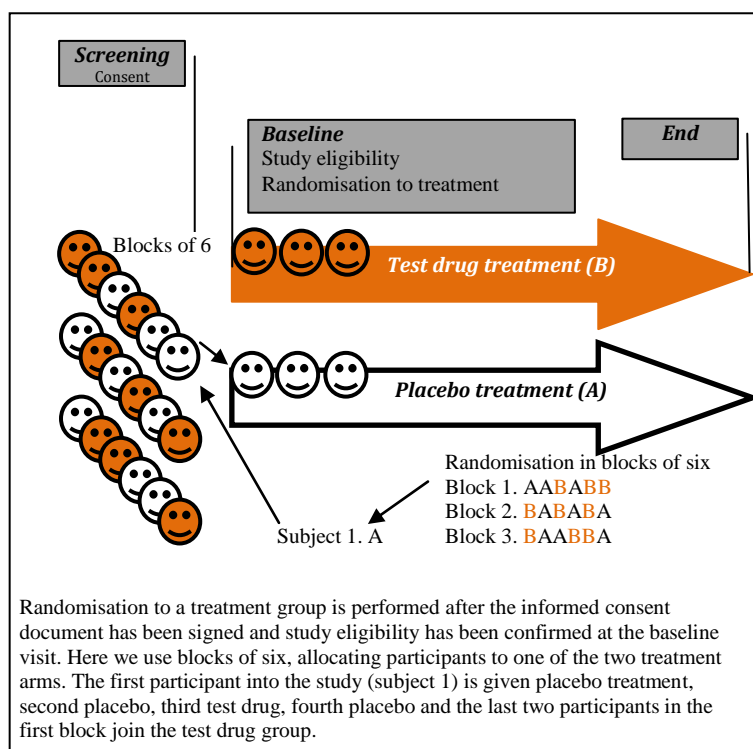 Screening
Consent
Baseline
Study eligibility
Randomisation to treatment
End
Blocks of 6
Test drug treatment (B)
Placebo treatment (A)
Randomisation in blocks of six
Block 1. AABABB
Block 2. BABABA
Block 3. BAABBA
Subject 1. A
Randomisation to a treatment group is performed after the informed consent
document has been signed and study eligibility has been confirmed at the baseline
visit. Here we use blocks of six, allocating participants to one of the two treatment
arms. The first participant into the study (subject 1) is given placebo treatment,
second placebo, third test drug, fourth placebo and the last two participants in the
first block join the test drug group.